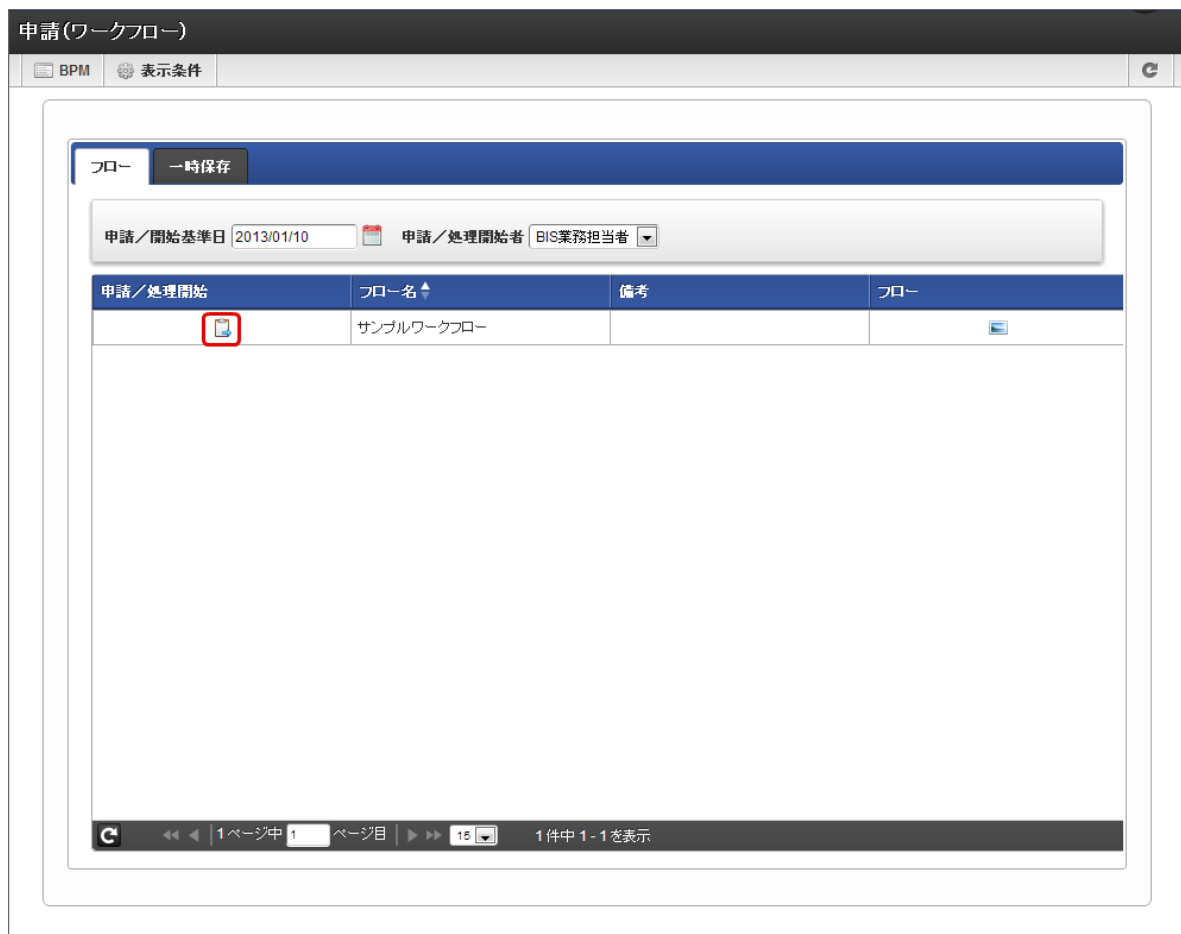 申請(ワークフロー)
BPM 表示条件
フロー 一時保存
申請／開始基準日 2013/01/10 申請／処理開始者 BIS業務担当者
申請／処理開始 フロー名 備考 フロー
サンプルワークフロー
1 ページ中 1 ページ目 15 1 件中 1 - 1 を表示